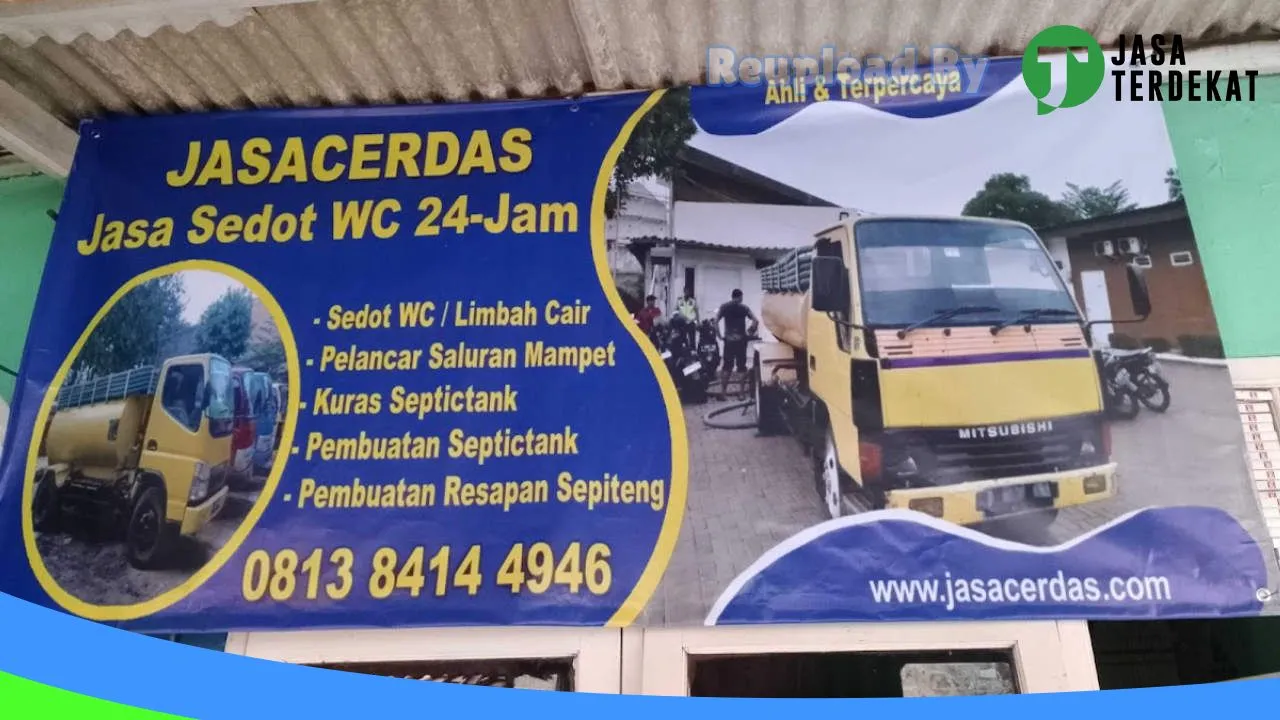 Reupload By
JASA
TERDEKAT
Ahli & Terpercaya
JASACERDAS
Jasa Sedot WC 24-Jam
- Sedot WC / Limbah Cair
- Pelancar Saluran Mampet
- Kuras Septictank
- Pembuatan Septictank
- Pembuatan Resapan Sepiteng
0813 8414 4946
MITSUBISHI
www.jasacerdas.com